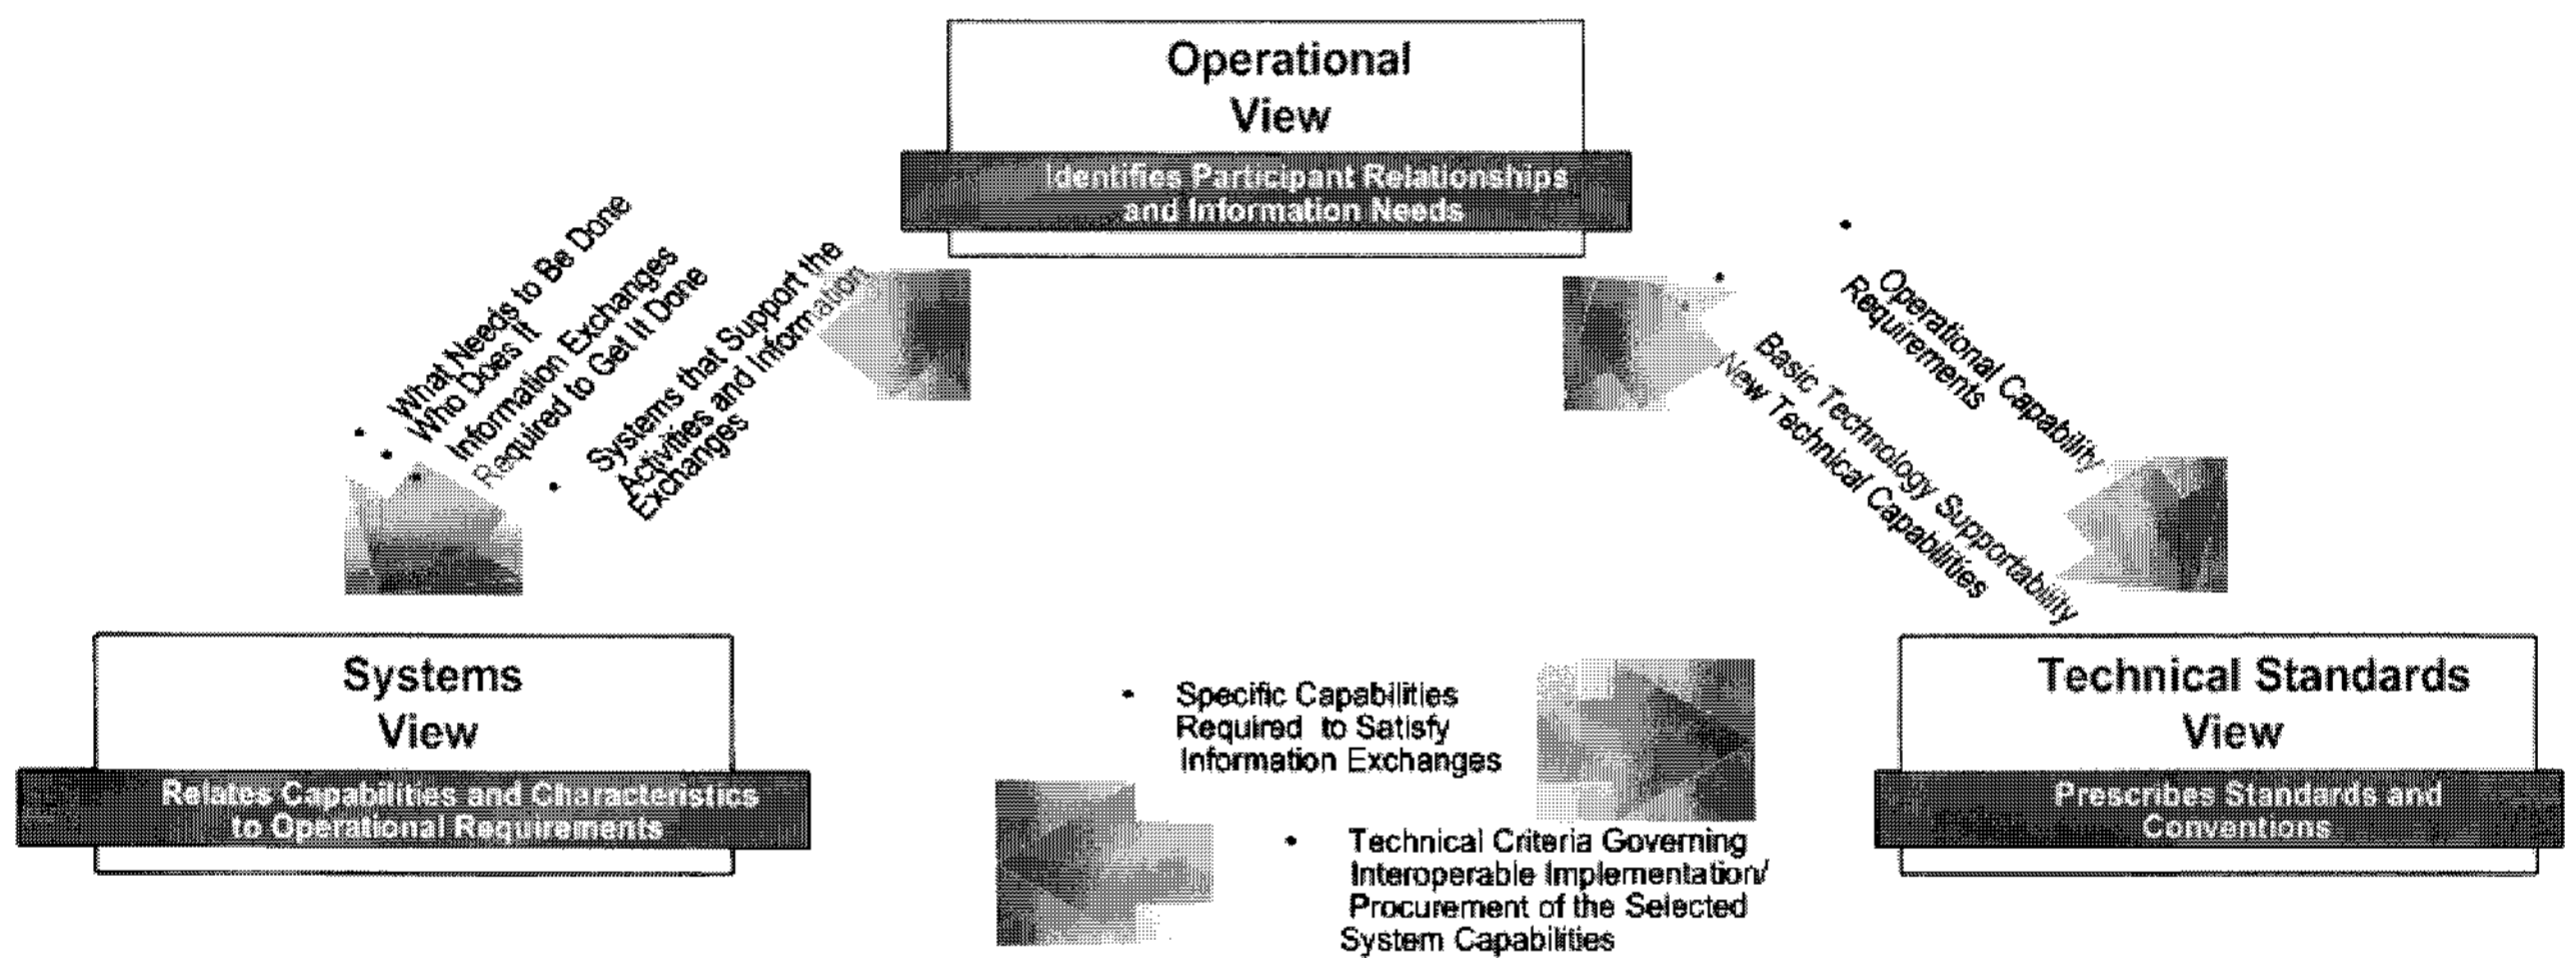 Operational
View
Identifies Participant Relationships
and Information Needs
• What Needs to Be Done
• Who Does It
• Information Exchanges
Required to Get It Done
• Systems that Support the
Activities and Information
Exchanges
• Operational Capability
Requirements
• Basic Technology Supportability
• New Technical Capabilities
Systems
View
Relates Capabilities and Characteristics
to Operational Requirements
• Specific Capabilities
Required to Satisfy
Information Exchanges
• Technical Criteria Governing
Interoperable Implementation/
Procurement of the Selected
System Capabilities
Technical Standards
View
Prescribes Standards and
Conventions